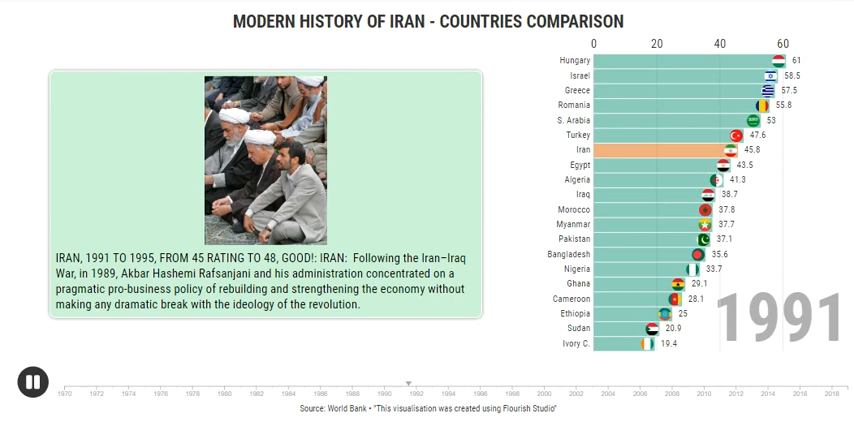 MODERN HISTORY OF IRAN - COUNTRIES COMPARISON
0 20 40 60
Hungary 61
Israel 58.5
Greece 57.5
Romania 55.8
S. Arabia 53
Turkey 47.6
Iran 45.8
Egypt 43.5
Algeria 41.3
Iraq 38.7
Morocco 37.8
Myanmar 37.7
Pakistan 37.1
Bangladesh 35.6
Nigeria 33.7
Ghana 29.1
Cameroon 28.1
Ethiopia 25
Sudan 20.9
Ivory C. 19.4
1991
IRAN, 1991 TO 1995, FROM 45 RATING TO 48, GOOD!: IRAN: Following the Iran–Iraq
War, in 1989, Akbar Hashemi Rafsanjani and his administration concentrated on a
pragmatic pro-business policy of rebuilding and strengthening the economy without
making any dramatic break with the ideology of the revolution.
1970 1972 1974 1976 1978 1980 1982 1984 1986 1988 1990 1992 1994 1996 1998 2000 2002 2004 2006 2008 2010 2012 2014 2016 2018
Source: World Bank • "This visualisation was created using Flourish Studio"